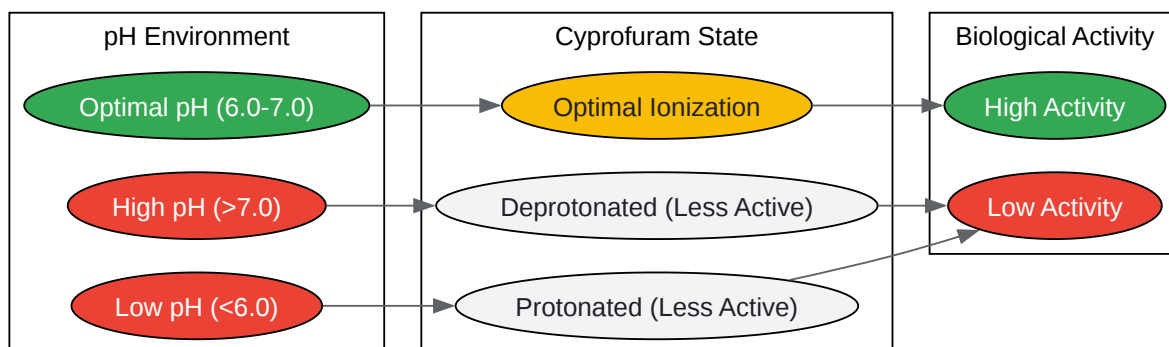 pH Environment
Cyprofuram State
Biological Activity
Optimal pH (6.0-7.0)
Optimal Ionization
High Activity
High pH (>7.0)
Deprotonated (Less Active)
Low Activity
Low pH (<6.0)
Protonated (Less Active)